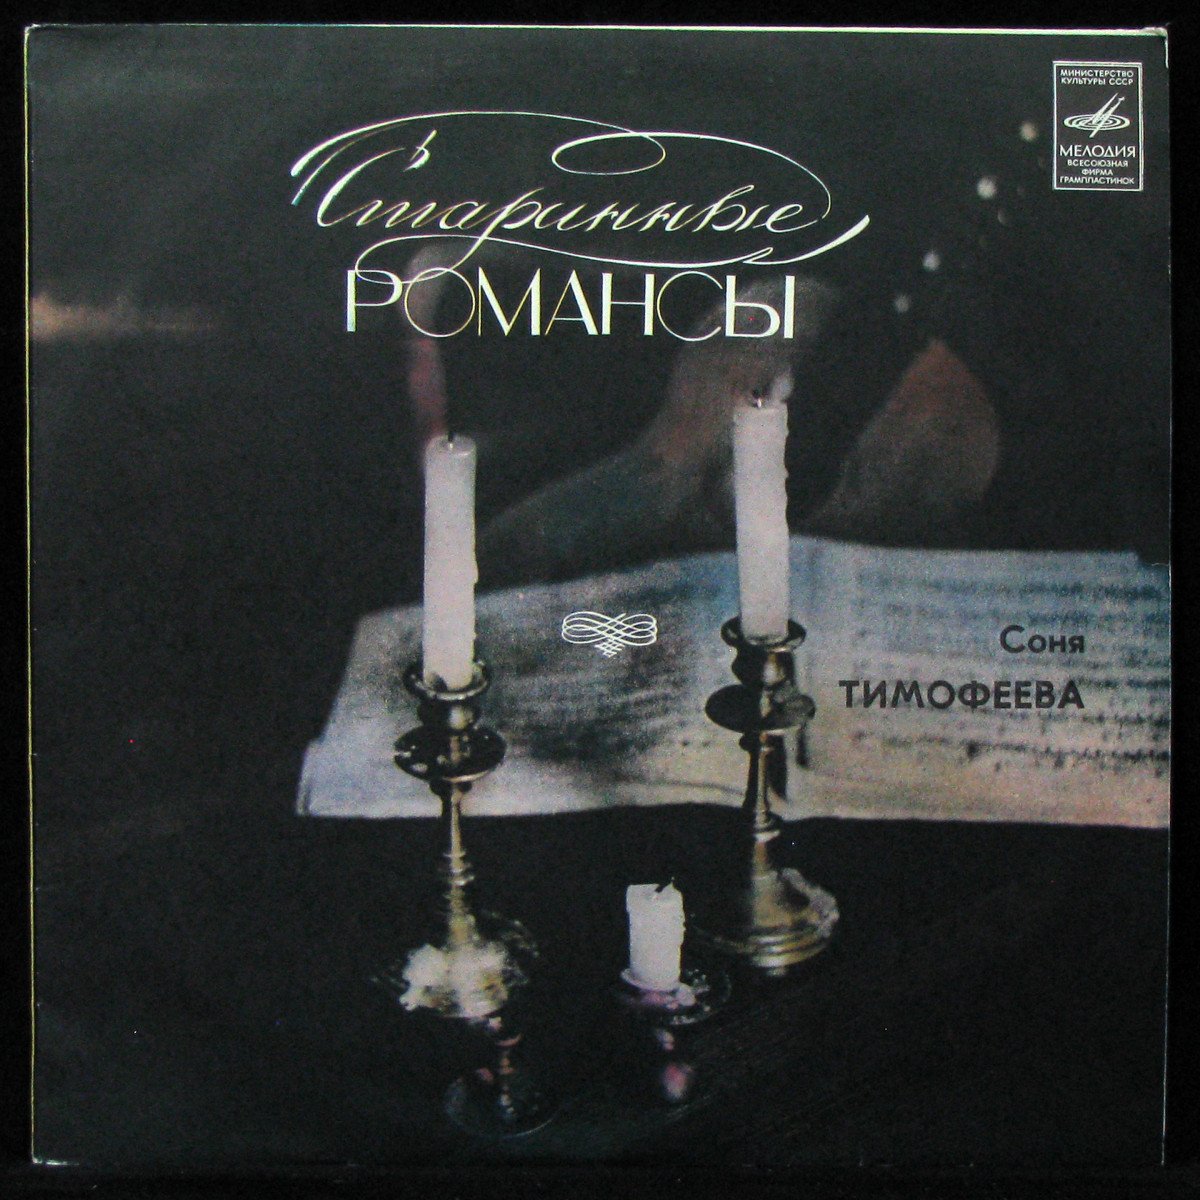 Старинные
РОМАНСЫ
МИНИСТЕРСТВО
КУЛЬТУРЫ СССР
МЕЛОДИЯ
ВСЕСОЮЗНАЯ
ФИРМА
ГРАМПЛАСТИНОК
Соня
ТИМОФЕЕВА